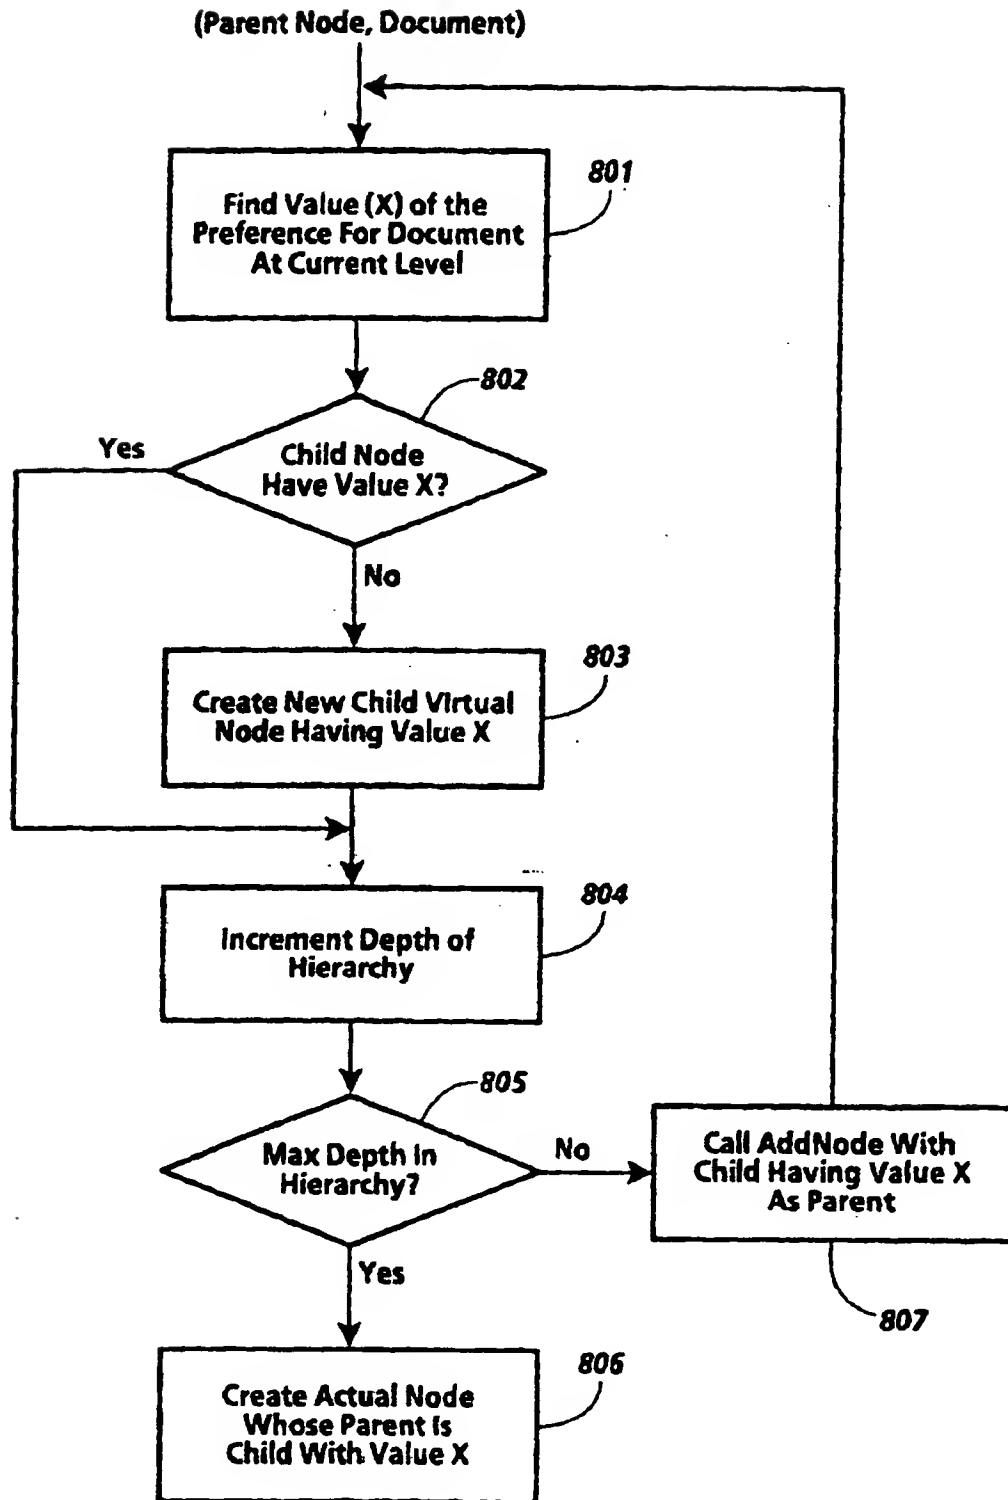 (Parent Node, Document)
801
Find Value (X) of the
Preference For Document
At Current Level
802
Yes
Child Node
Have Value X?
No
803
Create New Child Virtual
Node Having Value X
804
Increment Depth of
Hierarchy
805
Max Depth In
Hierarchy?
No
Call AddNode With
Child Having Value X
As Parent
Yes
807
806
Create Actual Node
Whose Parent Is
Child With Value X